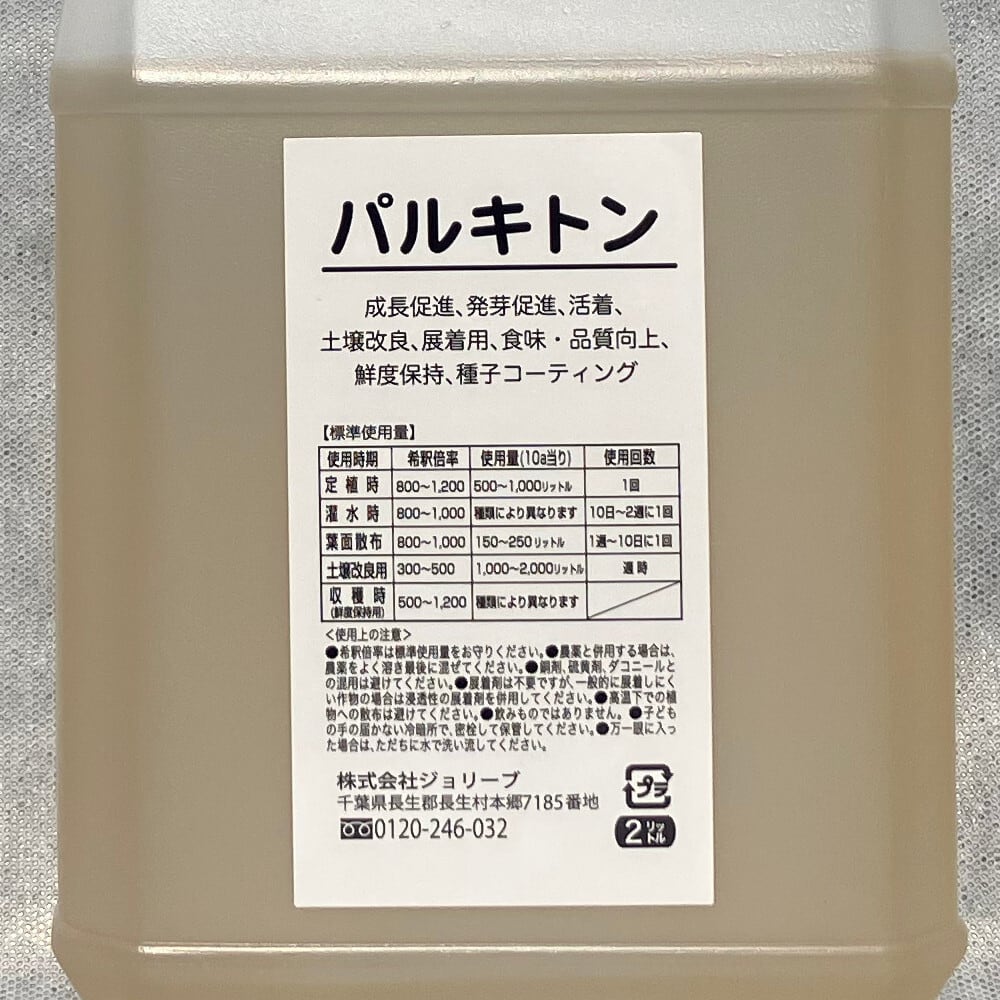 パルキトン
成長促進、発芽促進、活着、
土壌改良、展着用、食味・品質向上、
鮮度保持、種子コーティング
【標準使用量】
使用時期 希釈倍率 使用量(10a当り) 使用回数
定植時 800〜1,200 500〜1,000リットル 1回
灌水時 800〜1,000 種類により異なります 10日〜2週に1回
葉面散布 800〜1,000 150〜250リットル 1週〜10日に1回
土壌改良用 300〜500 1,000〜2,000リットル 適時
収穫時 (鮮度保持用) 500〜1,200 種類により異なります
<使用上の注意>
●希釈倍率は標準使用量をお守りください。●農薬と併用する場合は、
農薬をよく溶き最後に混ぜてください。●銅剤、硫黄剤、ダコニールと
の混用は避けてください。●展着剤は不要ですが、一般的に展着しにく
い作物の場合は浸透性の展着剤を併用してください。●高温下での植
物への散布は避けてください。●飲みものではありません。●子ども
の手の届かない冷暗所で、密栓して保管してください。●万一眼に入っ
た場合は、ただちに水で洗い流してください。
株式会社ジョリーブ
千葉県長生郡長生村本郷7185番地
0120-246-032
プラ
2リットル